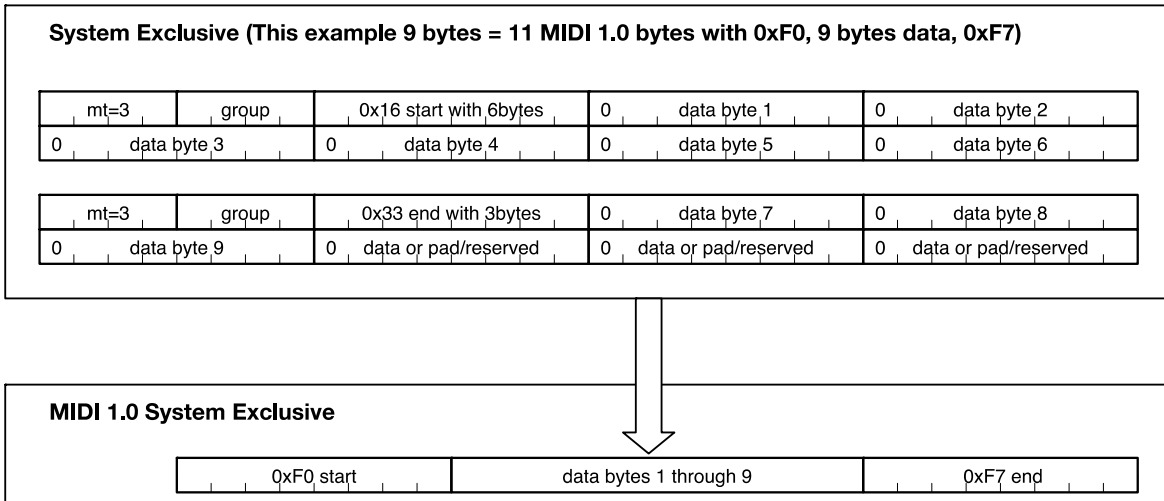 System Exclusive (This example 9 bytes = 11 MIDI 1.0 bytes with 0xF0, 9 bytes data, 0xF7)
mt=3 group 0x16 start with 6bytes 0 data byte 1 0 data byte 2
0 data byte 3 0 data byte 4 0 data byte 5 0 data byte 6
mt=3 group 0x33 end with 3bytes 0 data byte 7 0 data byte 8
0 data byte 9 0 data or pad/reserved 0 data or pad/reserved 0 data or pad/reserved
MIDI 1.0 System Exclusive
0xF0 start data bytes 1 through 9 0xF7 end